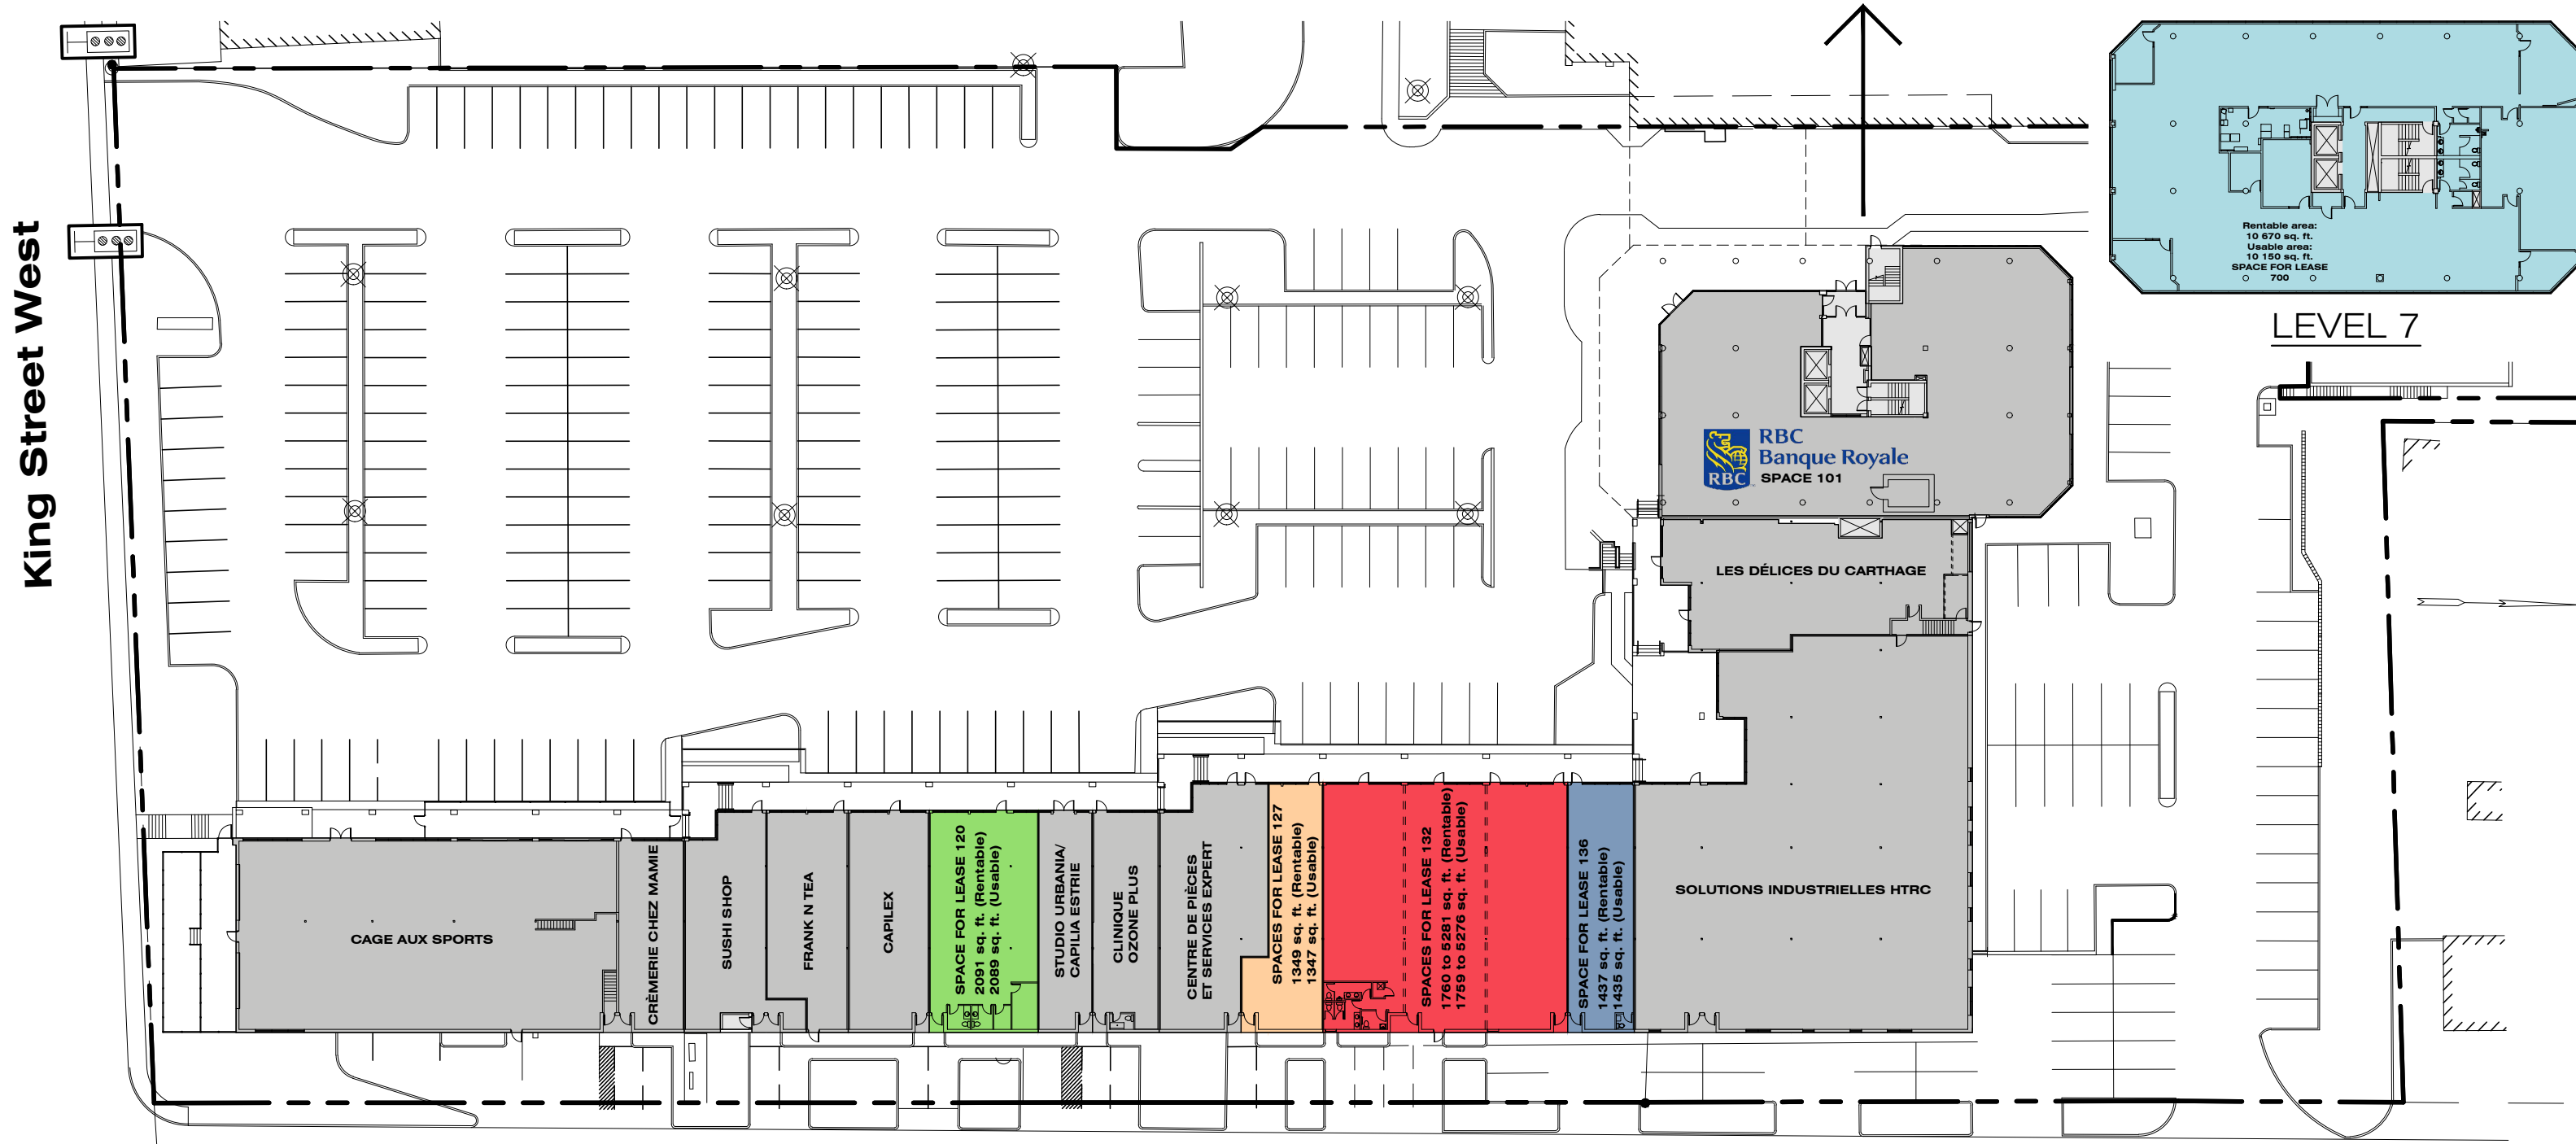 King Street West
Rentable area:
10 670 sq. ft.
Usable area:
10 150 sq. ft.
SPACE FOR LEASE
700
LEVEL 7
RBC
Banque Royale
RBC
SPACE 101
LES DÉLICES DU CARTHAGE
SOLUTIONS INDUSTRIELLES HTRC
CAGE AUX SPORTS
CRÈMERIE CHEZ MAMIE
SUSHI SHOP
FRANK N TEA
CAPILEX
SPACE FOR LEASE 120
2091 sq. ft. (Rentable)
2089 sq. ft. (Usable)
STUDIO URBANIA/
CAPILIA ESTRIE
CLINIQUE
OZONE PLUS
CENTRE DE PIÈCES
ET SERVICES EXPERT
SPACES FOR LEASE 127
1349 sq. ft. (Rentable)
1347 sq. ft. (Usable)
SPACES FOR LEASE 132
1760 to 5281 sq. ft. (Rentable)
1759 to 5276 sq. ft. (Usable)
SPACE FOR LEASE 136
1437 sq. ft. (Rentable)
1435 sq. ft. (Usable)